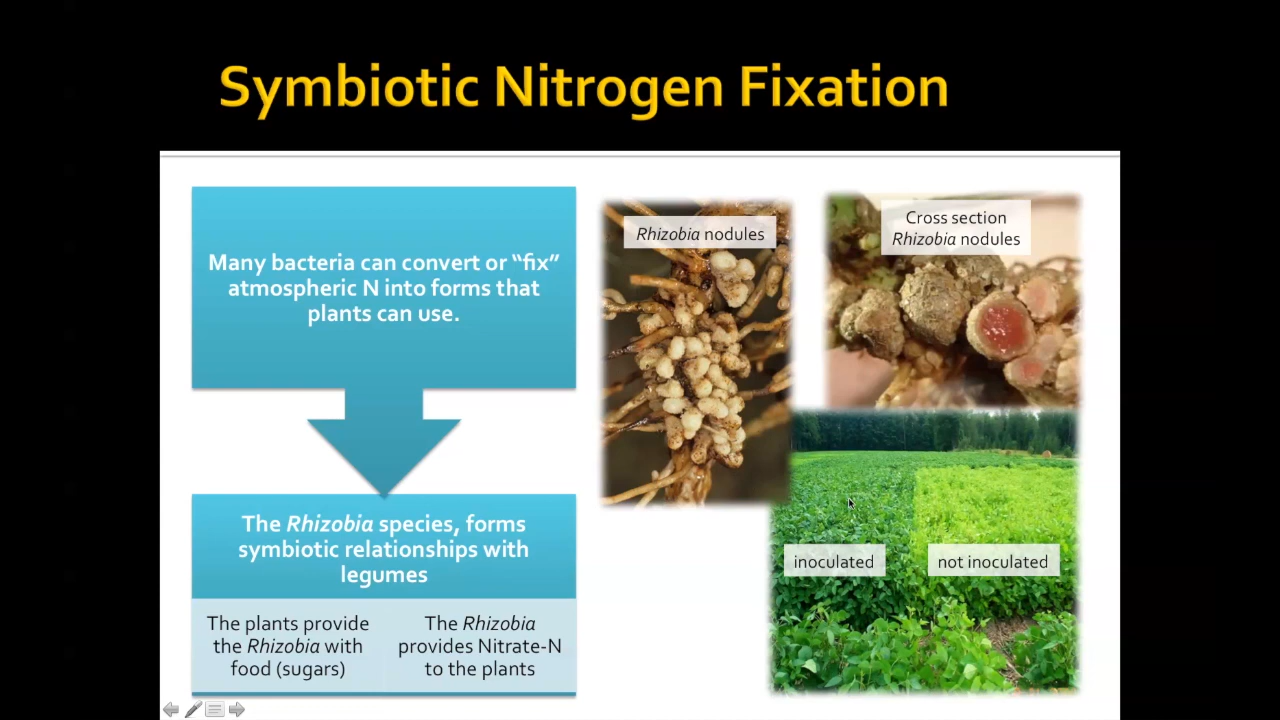 Symbiotic Nitrogen Fixation
Many bacteria can convert or “fix”
atmospheric N into forms that
plants can use.
The Rhizobia species, forms
symbiotic relationships with
legumes
The plants provide
the Rhizobia with
food (sugars)
The Rhizobia
provides Nitrate-N
to the plants
Rhizobia nodules
Cross section
Rhizobia nodules
inoculated
not inoculated